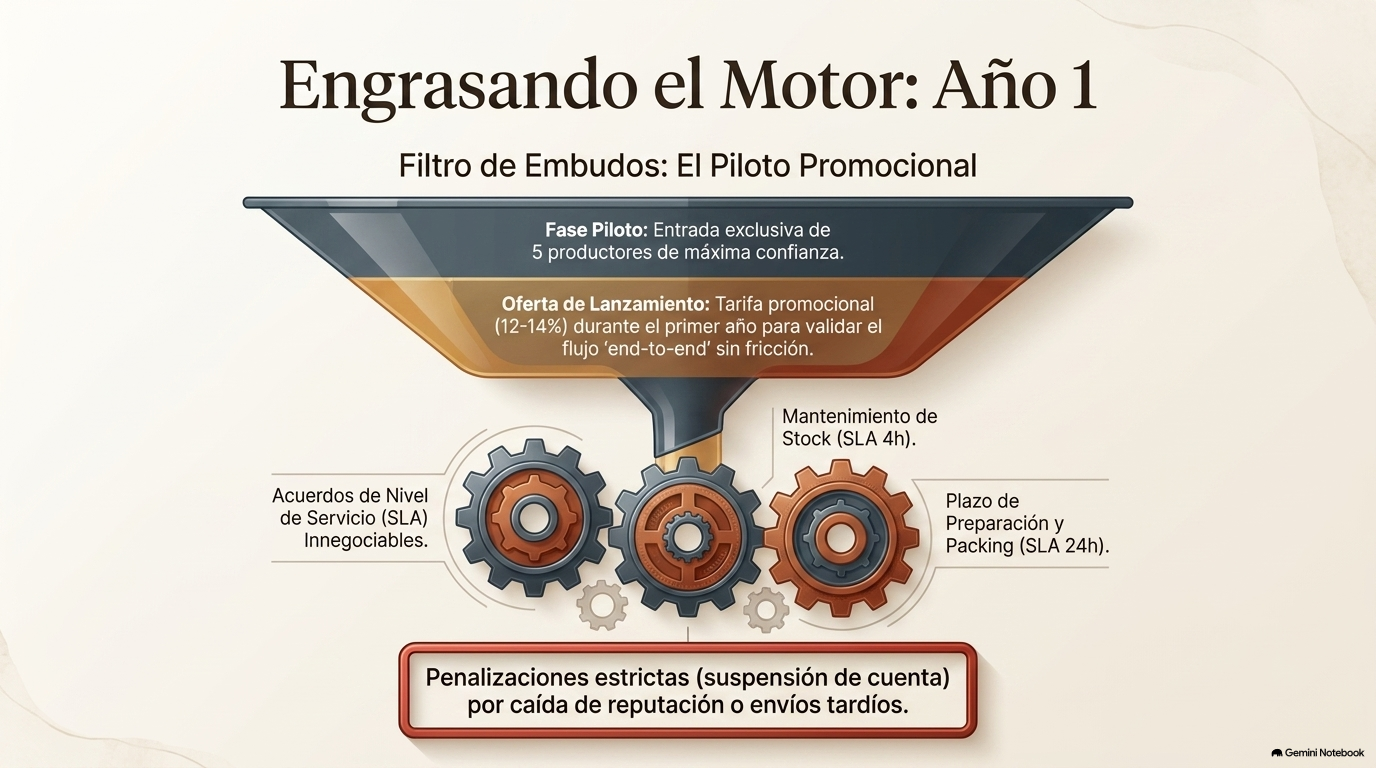 Engrasando el Motor: Año 1
Filtro de Embudos: El Piloto Promocional
Fase Piloto: Entrada exclusiva de
5 productores de máxima confianza.
Oferta de Lanzamiento: Tarifa promocional
(12-14%) durante el primer año para validar el
flujo ‘end-to-end’ sin fricción.
Mantenimiento de
Stock (SLA 4h).
Acuerdos de Nivel
de Servicio (SLA)
Innegociables.
Plazo de
Preparación y
Packing (SLA 24h).
Penalizaciones estrictas (suspensión de cuenta)
por caída de reputación o envíos tardíos.
Gemini Notebook